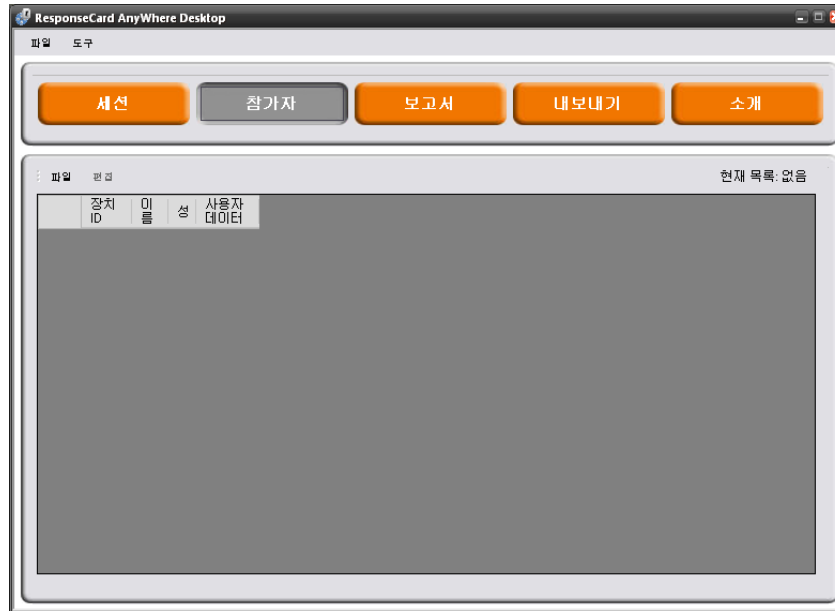 ResponseCard AnyWhere Desktop
파일 도구
세션 참가자 보고서 내보내기 소개
파일 편집 현재 목록: 없음
장치 ID 이름 성 사용자 데이터